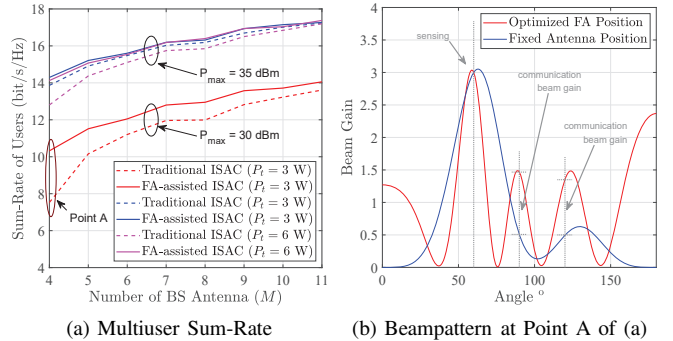 Sum-Rate of Users (bit/s/Hz)
18
16
14
12
10
8
6
4
P_max = 35 dBm
P_max = 30 dBm
Point A
Traditional ISAC (P_t = 3 W)
FA-assisted ISAC (P_t = 3 W)
Traditional ISAC (P_t = 3 W)
FA-assisted ISAC (P_t = 3 W)
Traditional ISAC (P_t = 6 W)
FA-assisted ISAC (P_t = 6 W)
4 5 6 7 8 9 10 11
Number of BS Antenna (M)
(a) Multiuser Sum-Rate
Beam Gain
4
3.5
3
2.5
2
1.5
1
0.5
0
Optimized FA Position
Fixed Antenna Position
sensing
communication
beam gain
communication
beam gain
0 50 100 150
Angle °
(b) Beampattern at Point A of (a)